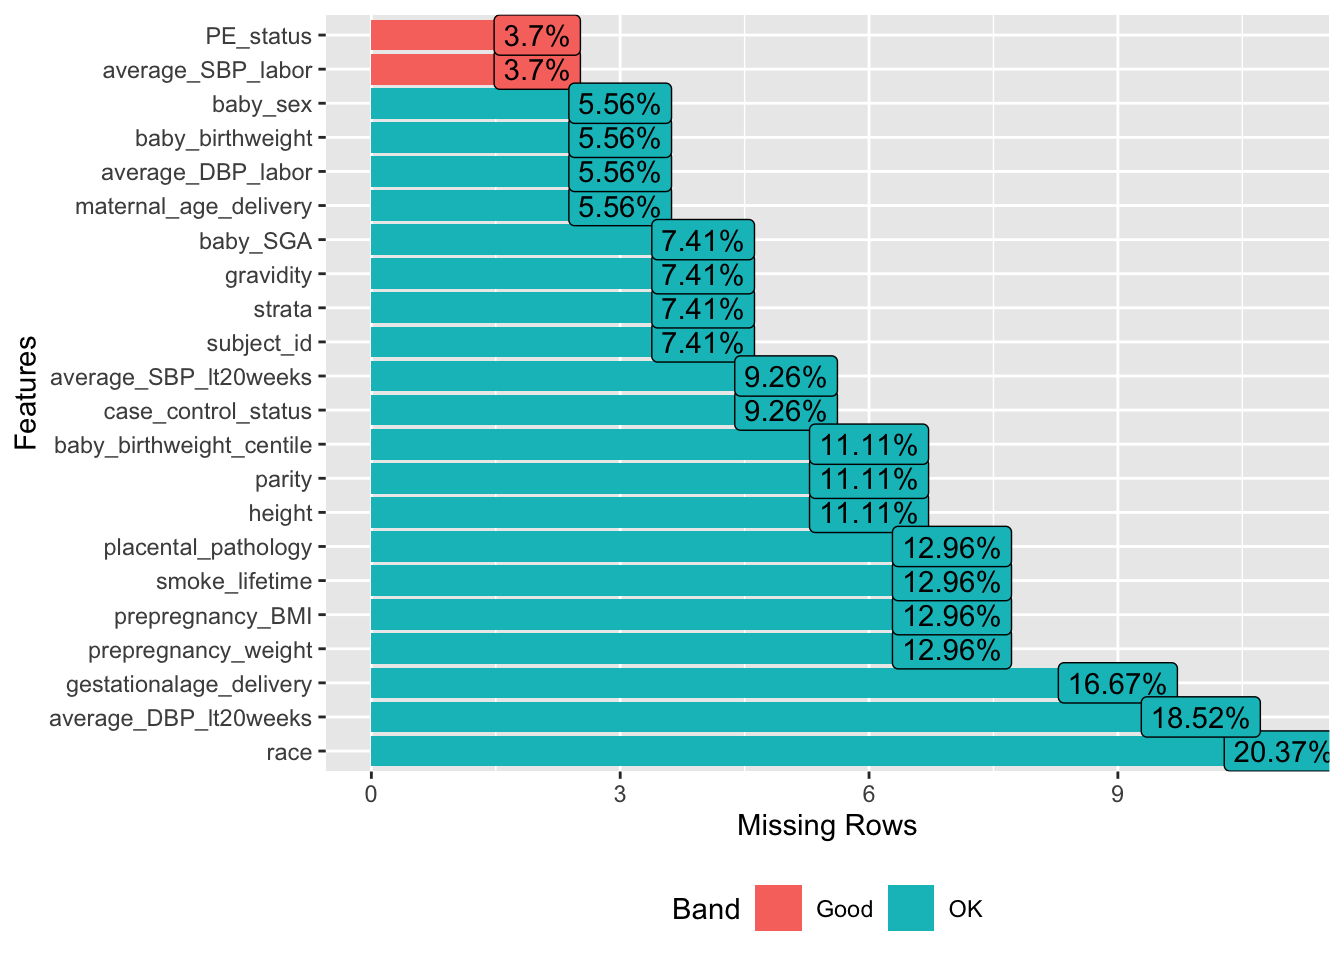 PE_status 3.7%
average_SBP_labor 3.7%
baby_sex 5.56%
baby_birthweight 5.56%
average_DBP_labor 5.56%
maternal_age_delivery 5.56%
baby_SGA 7.41%
gravidity 7.41%
strata 7.41%
subject_id 7.41%
average_SBP_lt20weeks 9.26%
case_control_status 9.26%
baby_birthweight_centile 11.11%
parity 11.11%
height 11.11%
placental_pathology 12.96%
smoke_lifetime 12.96%
prepregnancy_BMI 12.96%
prepregnancy_weight 12.96%
gestationalage_delivery 16.67%
average_DBP_lt20weeks 18.52%
race 20.37%
Features
0 3 6 9
Missing Rows
Band Good OK